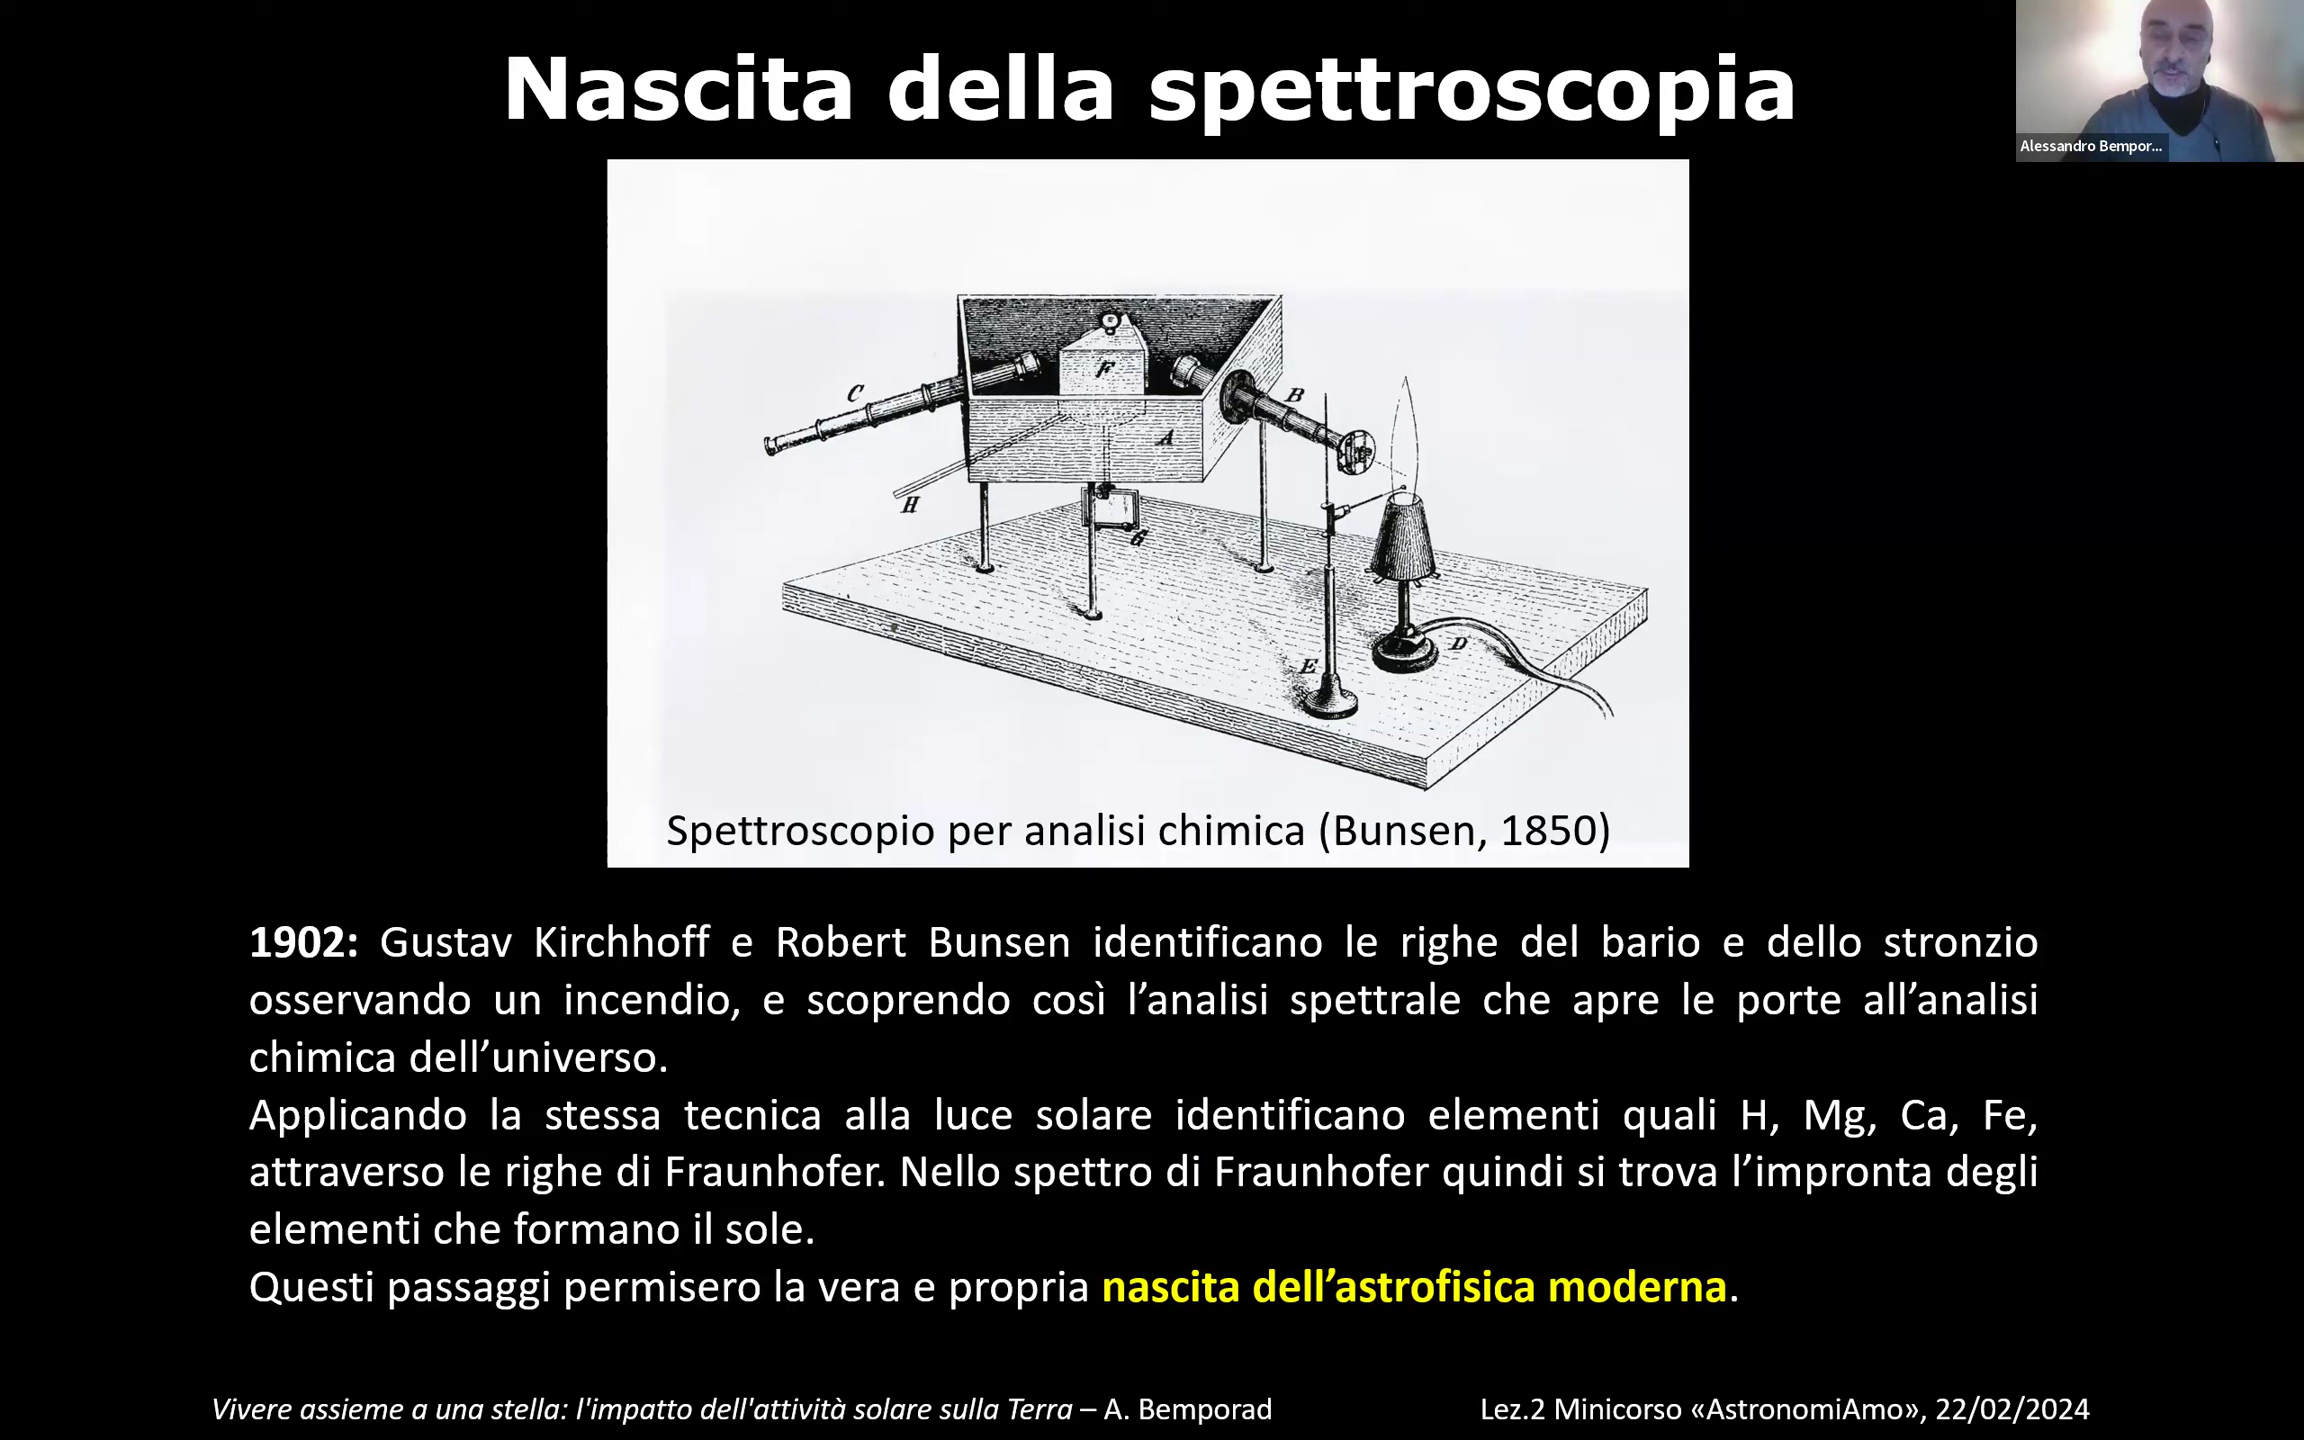 Nascita della spettroscopia
Alessandro Bempor...
C
F
B
A
H
G
E
D
Spettroscopio per analisi chimica (Bunsen, 1850)
1902: Gustav Kirchhoff e Robert Bunsen identificano le righe del bario e dello stronzio
osservando un incendio, e scoprendo così l’analisi spettrale che apre le porte all’analisi
chimica dell’universo.
Applicando la stessa tecnica alla luce solare identificano elementi quali H, Mg, Ca, Fe,
attraverso le righe di Fraunhofer. Nello spettro di Fraunhofer quindi si trova l’impronta degli
elementi che formano il sole.
Questi passaggi permisero la vera e propria nascita dell’astrofisica moderna.
Vivere assieme a una stella: l'impatto dell'attività solare sulla Terra – A. Bemporad
Lez.2 Minicorso «AstronomiAmo», 22/02/2024